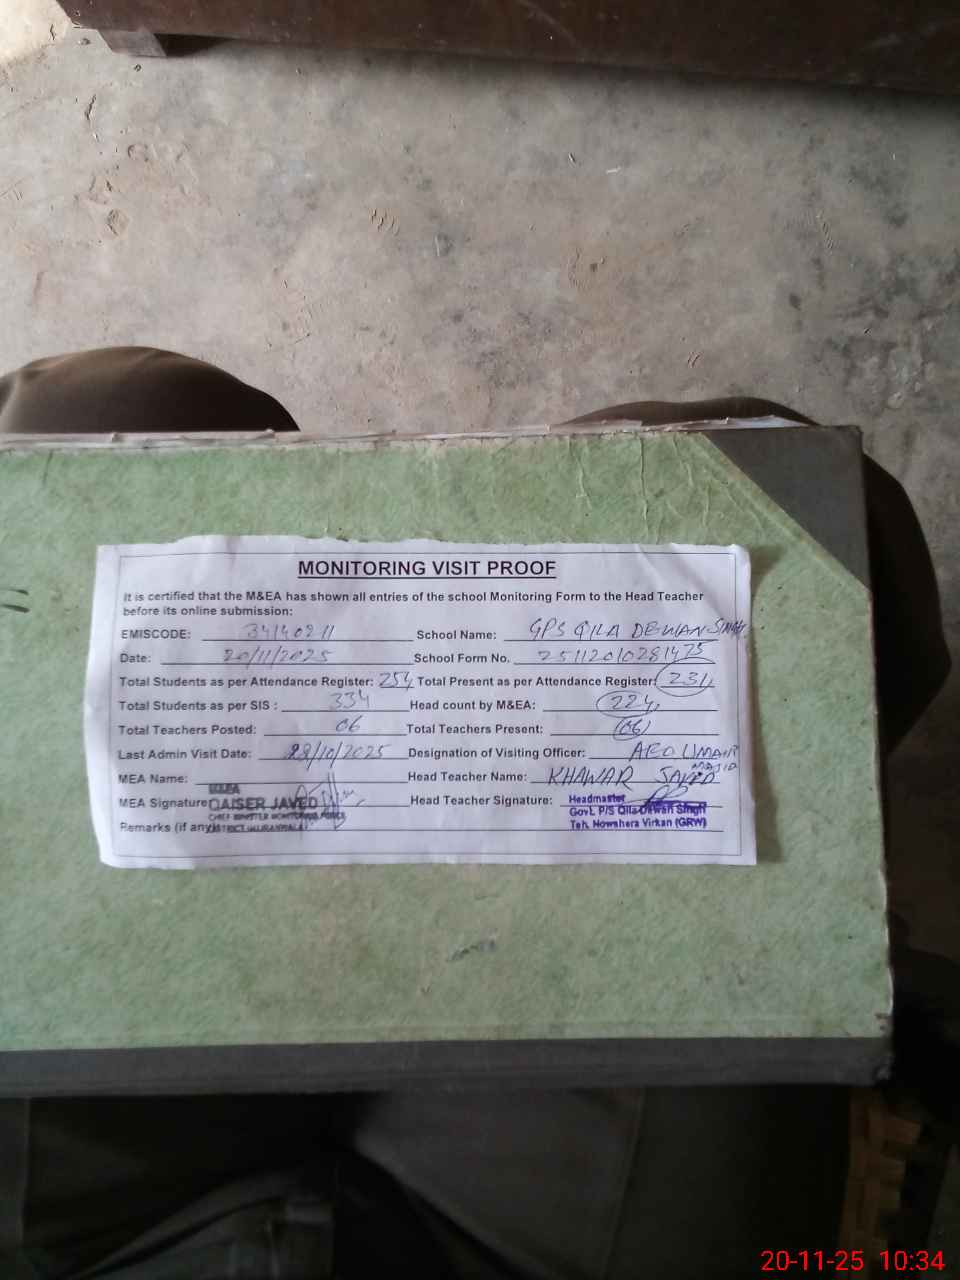 MONITORING VISIT PROOF
It is certified that the M&EA has shown all entries of the school Monitoring Form to the Head Teacher
before its online submission:
EMISCODE: 34140211 School Name: GPS QILA DEWAN SINGH.
Date: 20/11/2025 School Form No. 25112010281475
Total Students as per Attendance Register: 254 Total Present as per Attendance Register: 231,
Total Students as per SIS : 334 Head count by M&EA: 224,
Total Teachers Posted: 06 Total Teachers Present: 06
Last Admin Visit Date: 28/10/2025 Designation of Visiting Officer: AEO UMAIR MAJID
MEA Name: Head Teacher Name: KHAWAR JAVED
MEA Signature QAISER JAVED Head Teacher Signature: Headmaster
CHIEF MINISTER MONITORING FORCE Govt. P/S Qila Dewan Singh
Remarks (if any) DISTRICT GUJRANWALA Teh. Nowshera Virkan (GRW)
20-11-25 10:34